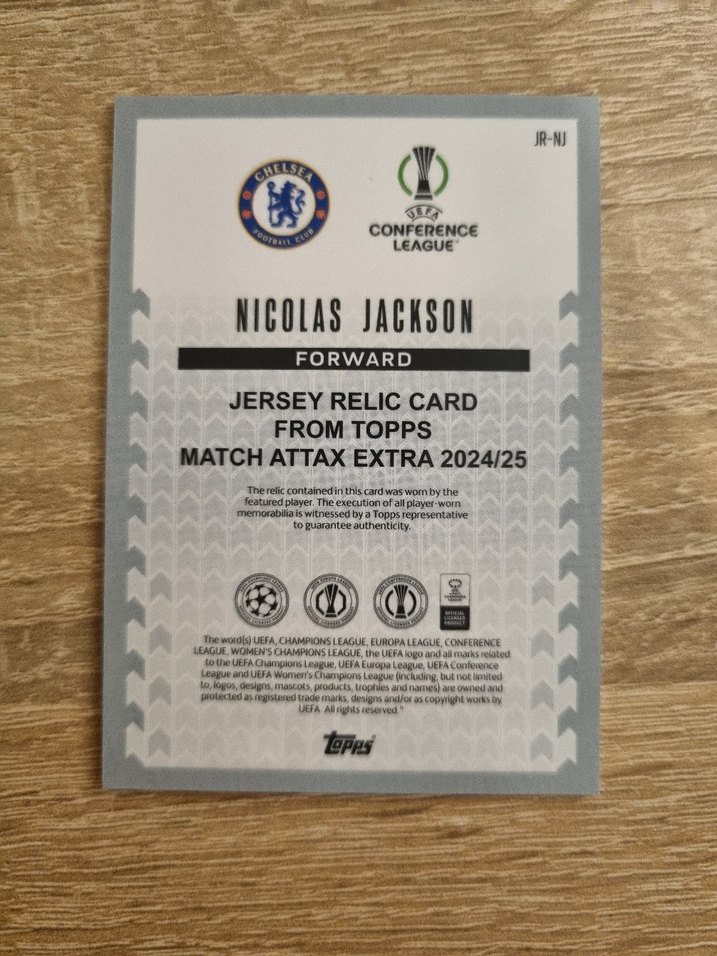 JR-NJ
CHELSEA
FOOTBALL CLUB
UEFA
CONFERENCE
LEAGUE™
NICOLAS JACKSON
FORWARD
JERSEY RELIC CARD
FROM TOPPS
MATCH ATTAX EXTRA 2024/25
The relic contained in this card was worn by the
featured player. The execution of all player-worn
memorabilia is witnessed by a Topps representative
to guarantee authenticity.
OFFICIAL
LICENSED
PRODUCT
The word(s) UEFA, CHAMPIONS LEAGUE, EUROPA LEAGUE, CONFERENCE
LEAGUE, WOMEN'S CHAMPIONS LEAGUE, the UEFA logo and all marks related
to the UEFA Champions League, UEFA Europa League, UEFA Conference
League and UEFA Women's Champions League (including, but not limited
to, logos, designs, mascots, products, trophies and names) are owned and
protected as registered trade marks, designs and/or as copyright works by
UEFA. All rights reserved."
topps